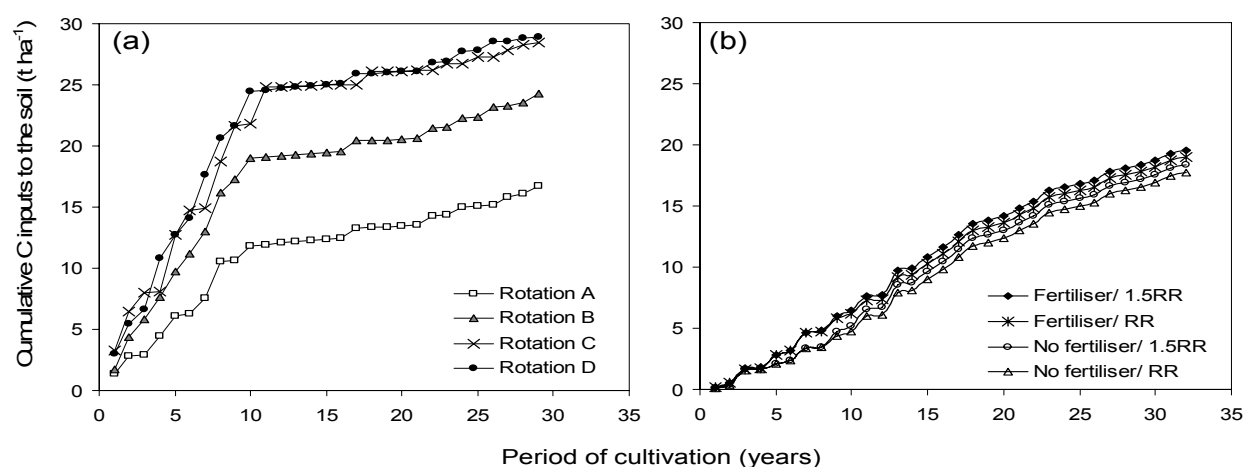 Cumulative C inputs to the soil (t ha⁻¹)
(a)
30
25
20
15
10
5
0
Rotation A
Rotation B
Rotation C
Rotation D
0 5 10 15 20 25 30 35
(b)
30
25
20
15
10
5
0
Fertiliser/ 1.5RR
Fertiliser/ RR
No fertiliser/ 1.5RR
No fertiliser/ RR
0 5 10 15 20 25 30 35
Period of cultivation (years)